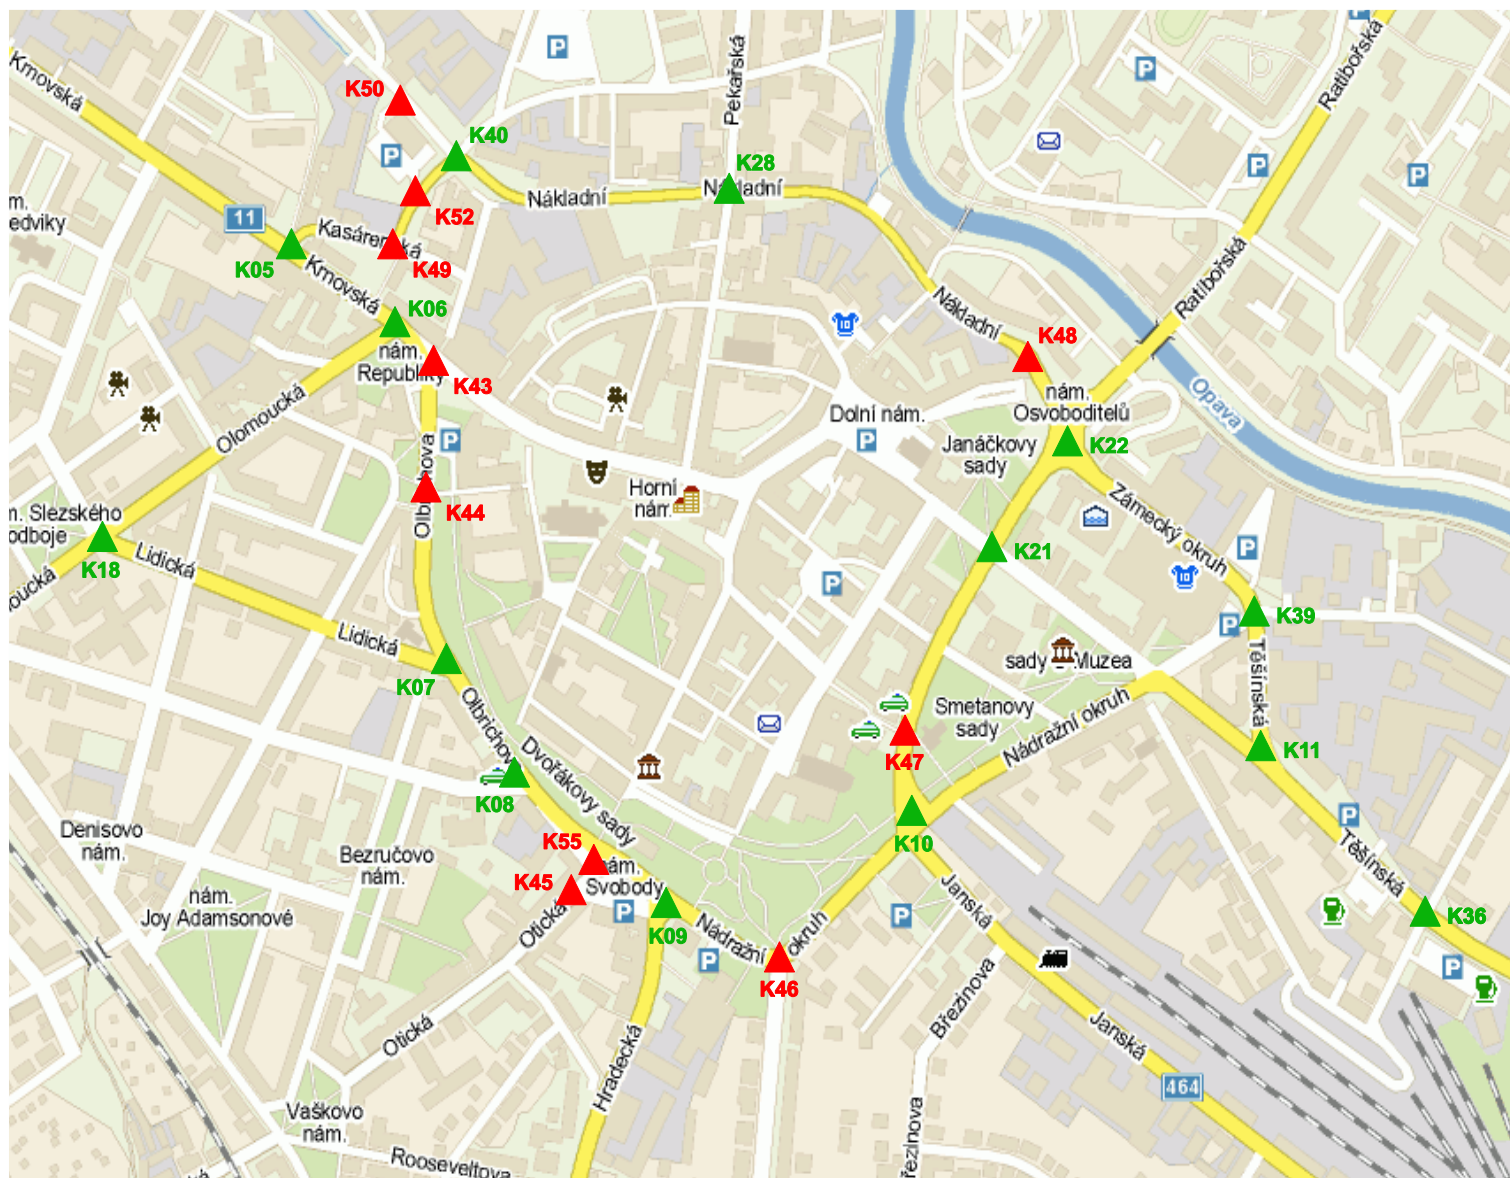 Krnovská
K50
Pekařská
Ratibořská
K40
K28
Nákladní
Nákladní
K52
11
Kasárenská
K05
K49
Krnovská
Ratibořská
K06
Nákladní
K48
nám.
Republiky
K43
nám.
Osvoboditelů
Opava
Dolní nám.
Olomoucká
K22
Janáčkovy
sady
Horní
nám.
Olbrichova
K44
Zámecký okruh
m. Slezského
odboje
K18
Lidická
oucká
m.
edviky
K21
Lidická
K39
K07
Těšínská
sady u Muzea
Olbrichova
Smetanovy
sady
Nádražní okruh
K11
K47
K08
Dvořákovy sady
Denisovo
nám.
Bezručovo
nám.
K55
K45
nám.
Svobody
K10
Těšínská
K36
nám.
Joy Adamsonové
Otická
K09
Nádražní
okruh
K46
Janská
Březinova
Otická
Janská
Hradecká
464
Vaškovo
nám.
řezinova
Rooseveltova